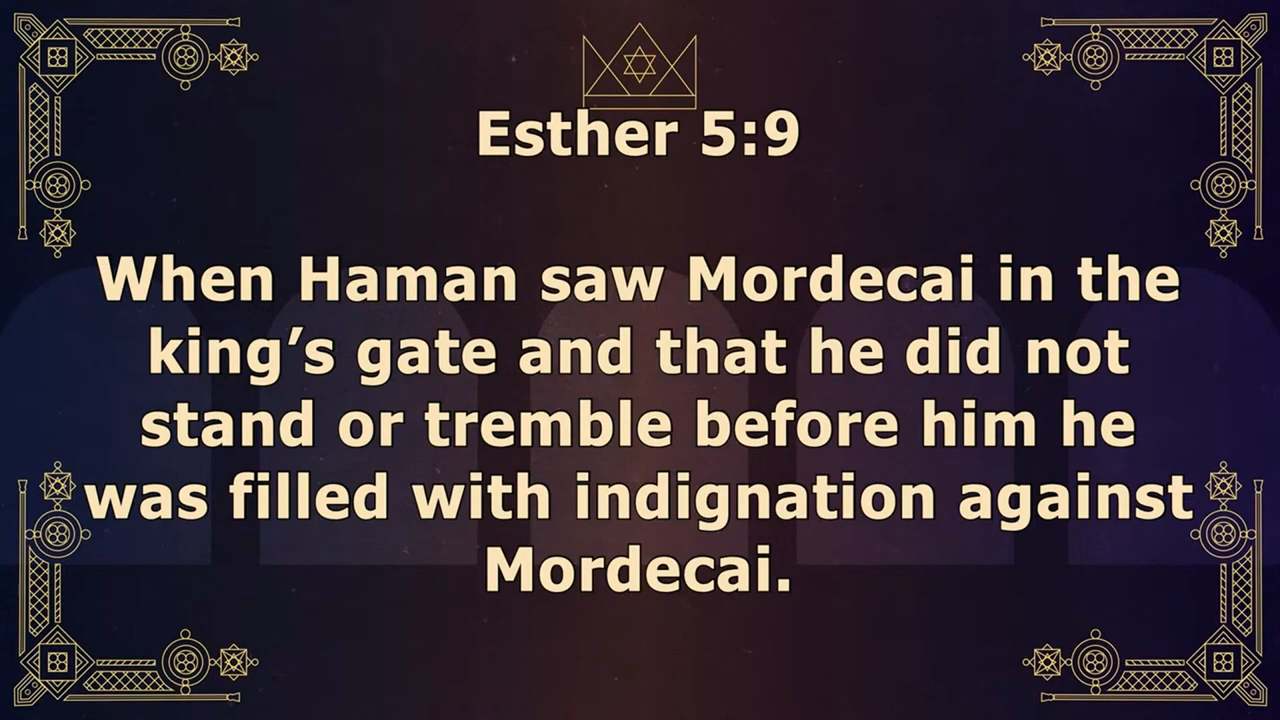 Esther 5:9
When Haman saw Mordecai in the
king’s gate and that he did not
stand or tremble before him he
was filled with indignation against
Mordecai.